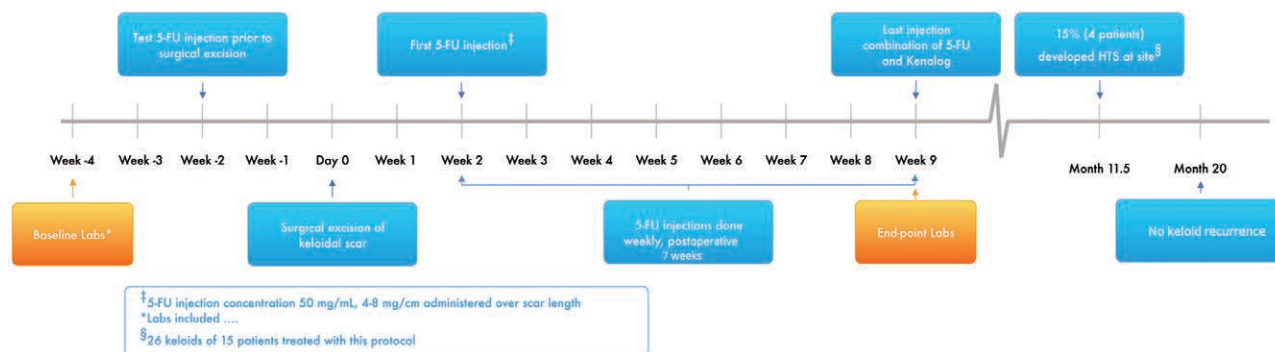 Test 5-FU injection prior to
surgical excision
First 5-FU injection‡
Last injection
combination of 5-FU
and Kenalog
15% (4 patients)
developed HTS at site§
Week -4
Week -3
Week -2
Week -1
Day 0
Week 1
Week 2
Week 3
Week 4
Week 5
Week 6
Week 7
Week 8
Week 9
Month 11.5
Month 20
Baseline Labs*
Surgical excision of
keloidal scar
5-FU injections done
weekly, postoperative
7 weeks
End-point Labs
No keloid recurrence
‡5-FU injection concentration 50 mg/mL, 4-8 mg/cm administered over scar length
*Labs included ....
§26 keloids of 15 patients treated with this protocol